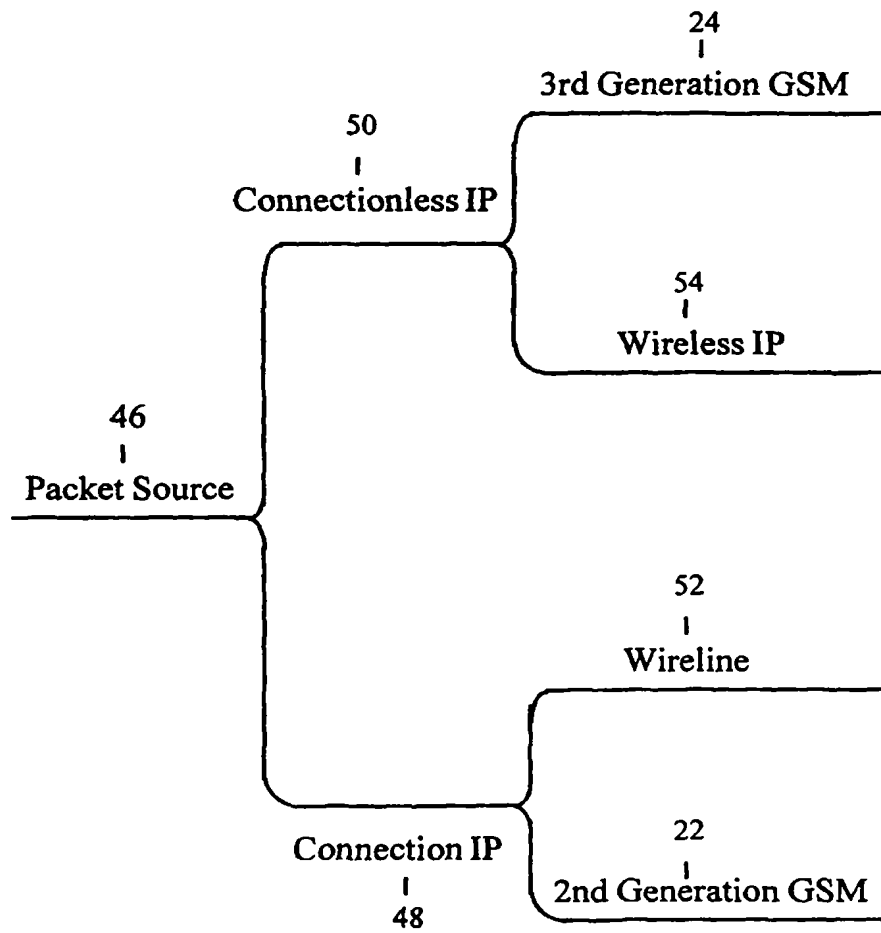 24
3rd Generation GSM
50
Connectionless IP
54
Wireless IP
46
Packet Source
52
Wireline
Connection IP
48
22
2nd Generation GSM